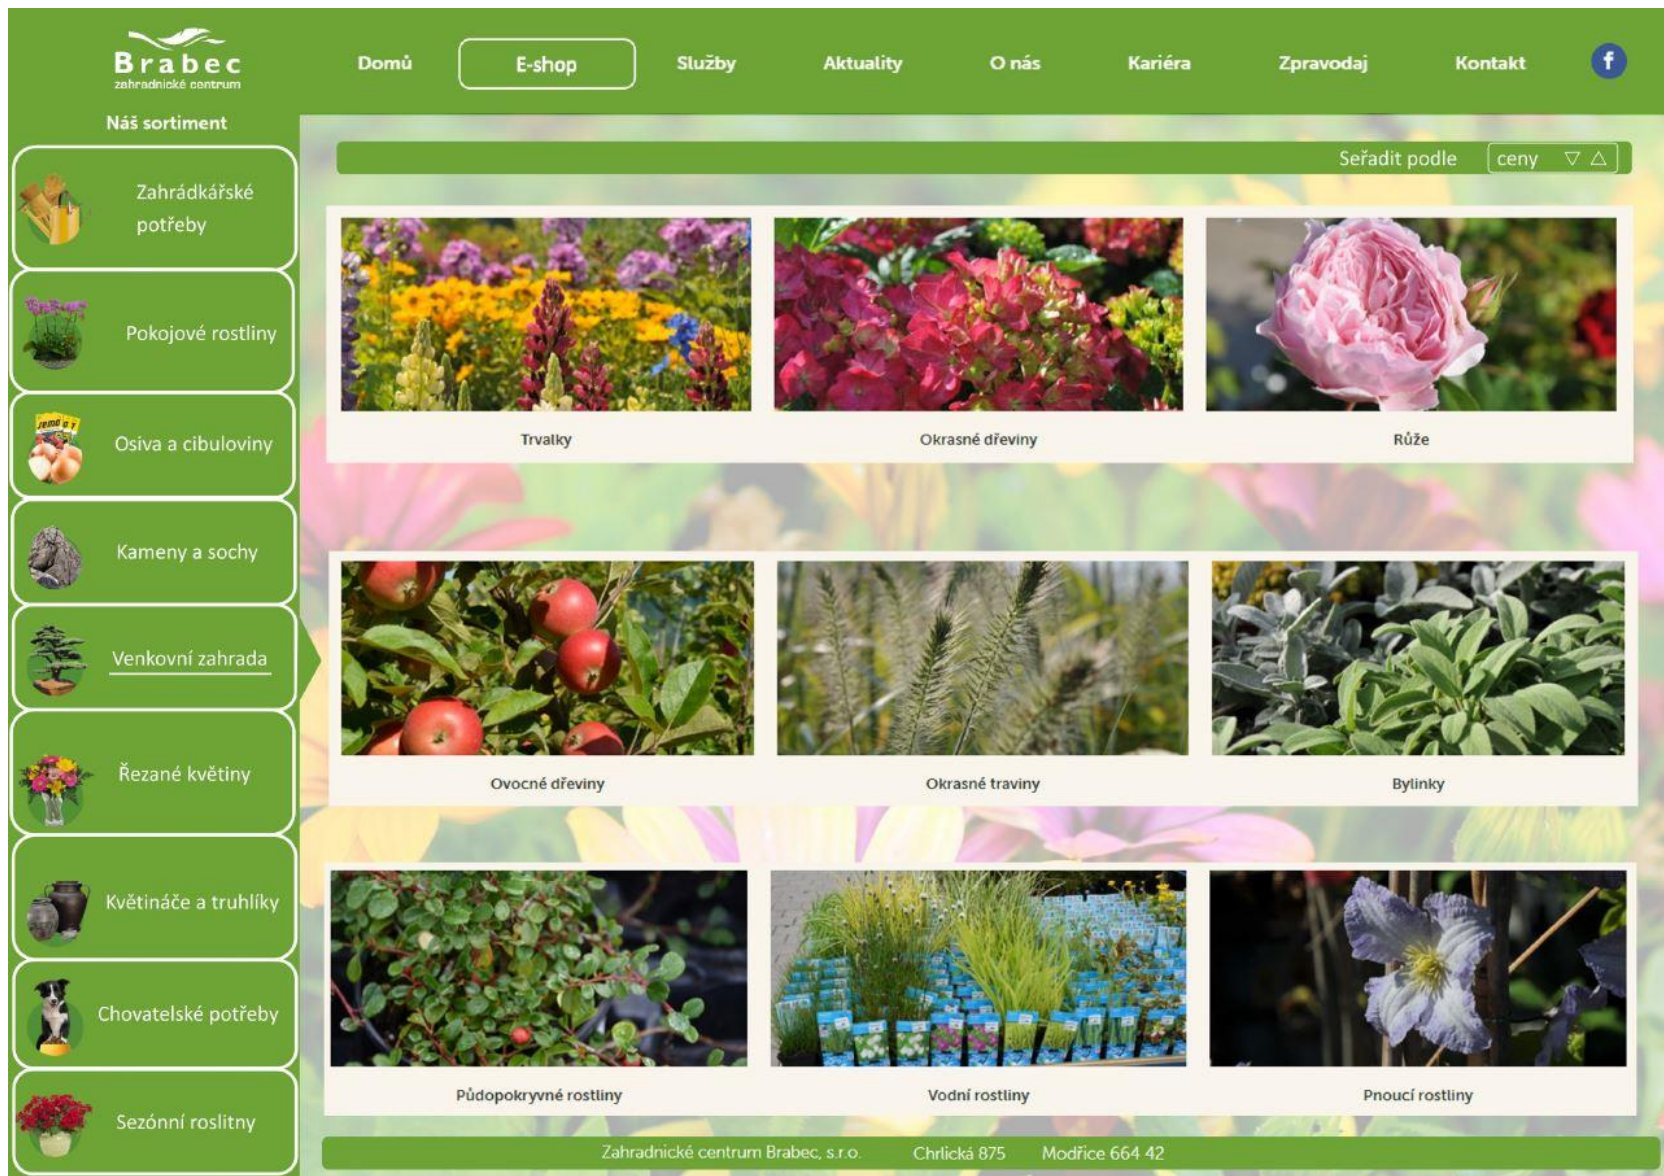 Brabec
zahradnické centrum
Domů
E-shop
Služby
Aktuality
O nás
Kariéra
Zpravodaj
Kontakt
f
Náš sortiment
Zahrádkářské
potřeby
Pokojové rostliny
Osiva a cibuloviny
Kameny a sochy
Venkovní zahrada
Řezané květiny
Květináče a truhlíky
Chovatelské potřeby
Sezónní roslitny
Seřadit podle
ceny ▽ △
Trvalky
Okrasné dřeviny
Růže
Ovocné dřeviny
Okrasné traviny
Bylinky
Půdopokryvné rostliny
Vodní rostliny
Pnoucí rostliny
Zahradnické centrum Brabec, s.r.o. Chrlická 875 Modřice 664 42